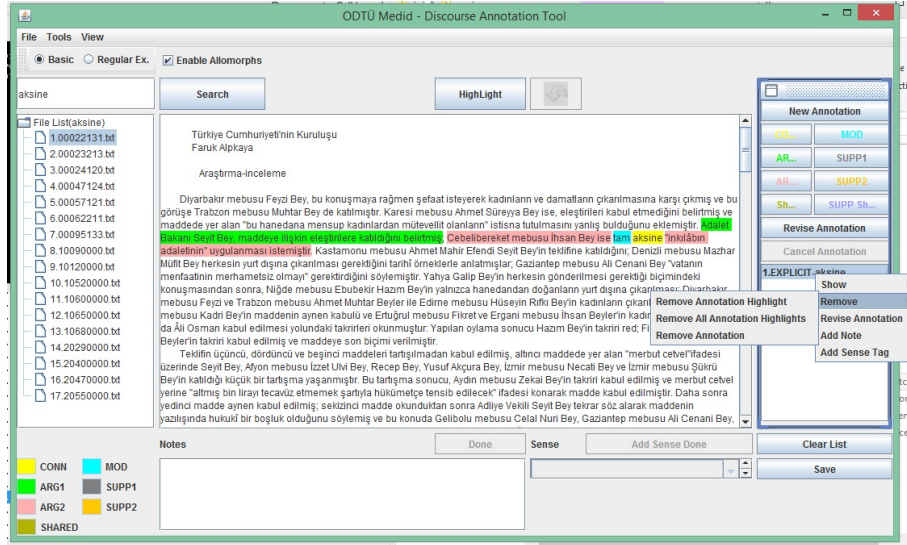 ODTÜ Medid - Discourse Annotation Tool
File Tools View
Basic Regular Ex. Enable Allomorphs
aksine
Search
HighLight
File List(aksine)
1.00022131.txt
2.00023213.txt
3.00024120.txt
4.00047124.txt
5.00057121.txt
6.00062211.txt
7.00095133.txt
8.10090000.txt
9.10120000.txt
10.10520000.txt
11.10600000.txt
12.10650000.txt
13.10680000.txt
14.20290000.txt
15.20400000.txt
16.20470000.txt
17.20550000.txt
Türkiye Cumhuriyeti'nin Kuruluşu
Faruk Alpkaya
Araştırma-inceleme
Diyarbakır mebusu Feyzi Bey, bu konuşmaya rağmen şefaat isteyerek kadınların ve damatların çıkarılmasına karşı çıkmış ve bu
görüşe Trabzon mebusu Muhtar Bey de katılmıştır. Karesi mebusu Ahmet Süreyya Bey ise, eleştirileri kabul etmediğini belirtmiş ve
maddede yer alan "bu hanedana mensup kadınlardan mütevellit olanların" istisna tutulmasının yanlış bulduğunu eklemiştir. Adalet
Bakanı Seyit Bey, maddeye ilişkin eleştirilere katıldığını belirtmiş; Cebelibereket mebusu İhsan Bey ise tam aksine "inkılâbın
adaletinin" uygulanması istemiştir. Kastamonu mebusu Ahmet Mahir Efendi Seyit Bey'in teklifine katıldığını; Denizli mebusu Mazhar
Müfit Bey herkesin yurt dışına çıkarılması gerektiğini tarihî örneklerle anlatmışlar; Gaziantep mebusu Ali Cenani Bey "vatanın
menfaatinin merhametsiz olmayı" gerektirdiğini söylemiştir. Yahya Galip Bey'in herkesin gönderilmesi gerektiği biçimindeki
konuşmasından sonra, Niğde mebusu Ebubekir Hazım Bey'in yalnızca hanedandan doğanların yurt dışına çıkarılması; Diyarbakır
mebusu Feyzi ve Trabzon mebusu Ahmet Muhtar Beyler ile Edirne mebusu Hüseyin Rıfkı Bey'in kadınların çıkarıl
mebusu Kadri Bey'in maddenin aynen kabulü ve Ertuğrul mebusu Fikret ve Ergani mebusu İhsan Beyler'in kadın
da Âli Osman kabul edilmesi yolundaki takrirleri okunmuştur: Yapılan oylama sonucu Hazım Bey'in takriri red; Fi
Beyler'in takriri kabul edilmiş ve maddeye son biçimi verilmiştir.
Teklifin üçüncü, dördüncü ve beşinci maddeleri tartışılmadan kabul edilmiş, altıncı maddede yer alan "merbut cetvel"ifadesi
üzerinde Seyit Bey, Afyon mebusu İzzet Ulvi Bey, Recep Bey, Yusuf Akçura Bey, İzmir mebusu Necati Bey ve İzmir mebusu Şükrü
Bey'in katıldığı küçük bir tartışma yaşanmıştır. Bu tartışma sonucu, Aydın mebusu Zekai Bey'in takriri kabul edilmiş ve merbut cetvel
yerine "altmış bin lirayı tecavüz etmemek şartıyla hükümetçe tensib edilecek" ifadesi konarak madde kabul edilmiştir. Daha sonra
yedinci madde aynen kabul edilmiş; sekizinci madde okunduktan sonra Adliye Vekili Seyit Bey tekrar söz alarak maddenin
yazılışında hukukî bir boşluk olduğunu söylemiş ve bu konuda Gelibolu mebusu Celal Nuri Bey, Gaziantep mebusu Ali Cenani Bey,
New Annotation
CO... MOD
AR... SUPP1
AR... SUPP2
Sh... SUPP Sh...
Revise Annotation
Cancel Annotation
1.EXPLICIT aksine
Show
Remove
Revise Annotation
Add Note
Add Sense Tag
Remove Annotation Highlight
Remove All Annotation Highlights
Remove Annotation
Notes
Done
Sense
Add Sense Done
Clear List
Save
CONN MOD
ARG1 SUPP1
ARG2 SUPP2
SHARED